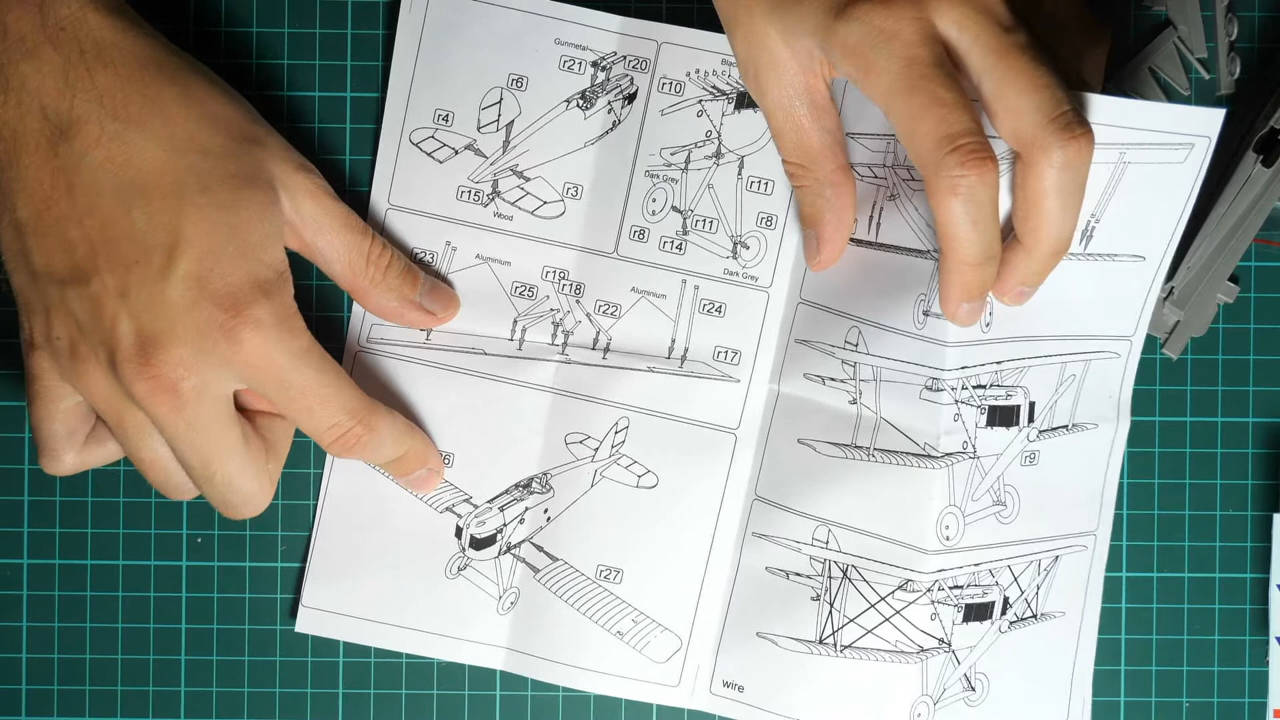 Gunmetal
r21
r20
r6
r4
r15
r3
Wood
r10
a a b b c c
Dark Grey
r11
r11
r8
r8
r14
Dark Grey
r23
Aluminium
r19
r18
r25
r22
Aluminium
r24
r17
r27
r9
wire